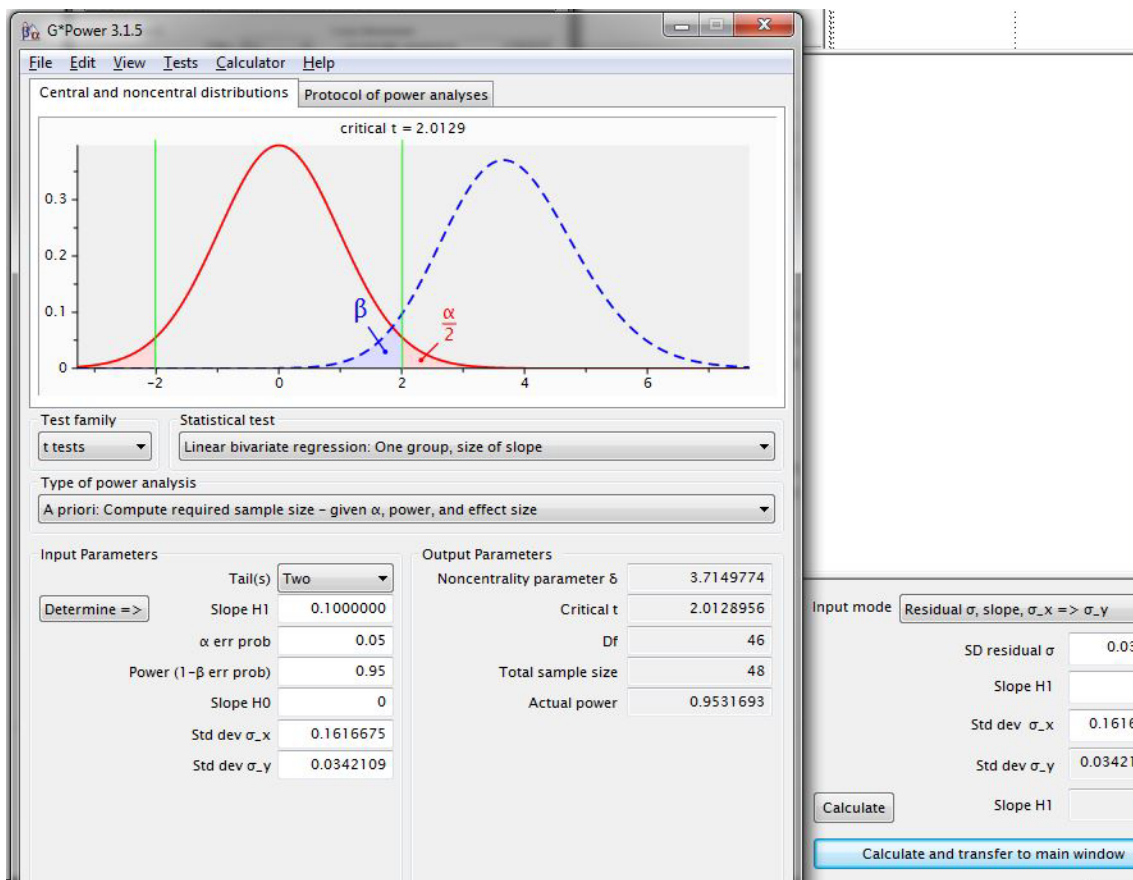 G*Power 3.1.5
File Edit View Tests Calculator Help
Central and noncentral distributions Protocol of power analyses
critical t = 2.0129
0.3
0.2
0.1
0
β
α
2
-2 0 2 4 6
Test family Statistical test
t tests Linear bivariate regression: One group, size of slope
Type of power analysis
A priori: Compute required sample size – given α, power, and effect size
Input Parameters
Tail(s) Two
Determine => Slope H1 0.1000000
α err prob 0.05
Power (1-β err prob) 0.95
Slope H0 0
Std dev σ_x 0.1616675
Std dev σ_y 0.0342109
Output Parameters
Noncentrality parameter δ 3.7149774
Critical t 2.0128956
Df 46
Total sample size 48
Actual power 0.9531693
Input mode Residual σ, slope, σ_x => σ_y
SD residual σ 0.03
Slope H1
Std dev σ_x 0.1616
Std dev σ_y 0.0342
Calculate Slope H1
Calculate and transfer to main window